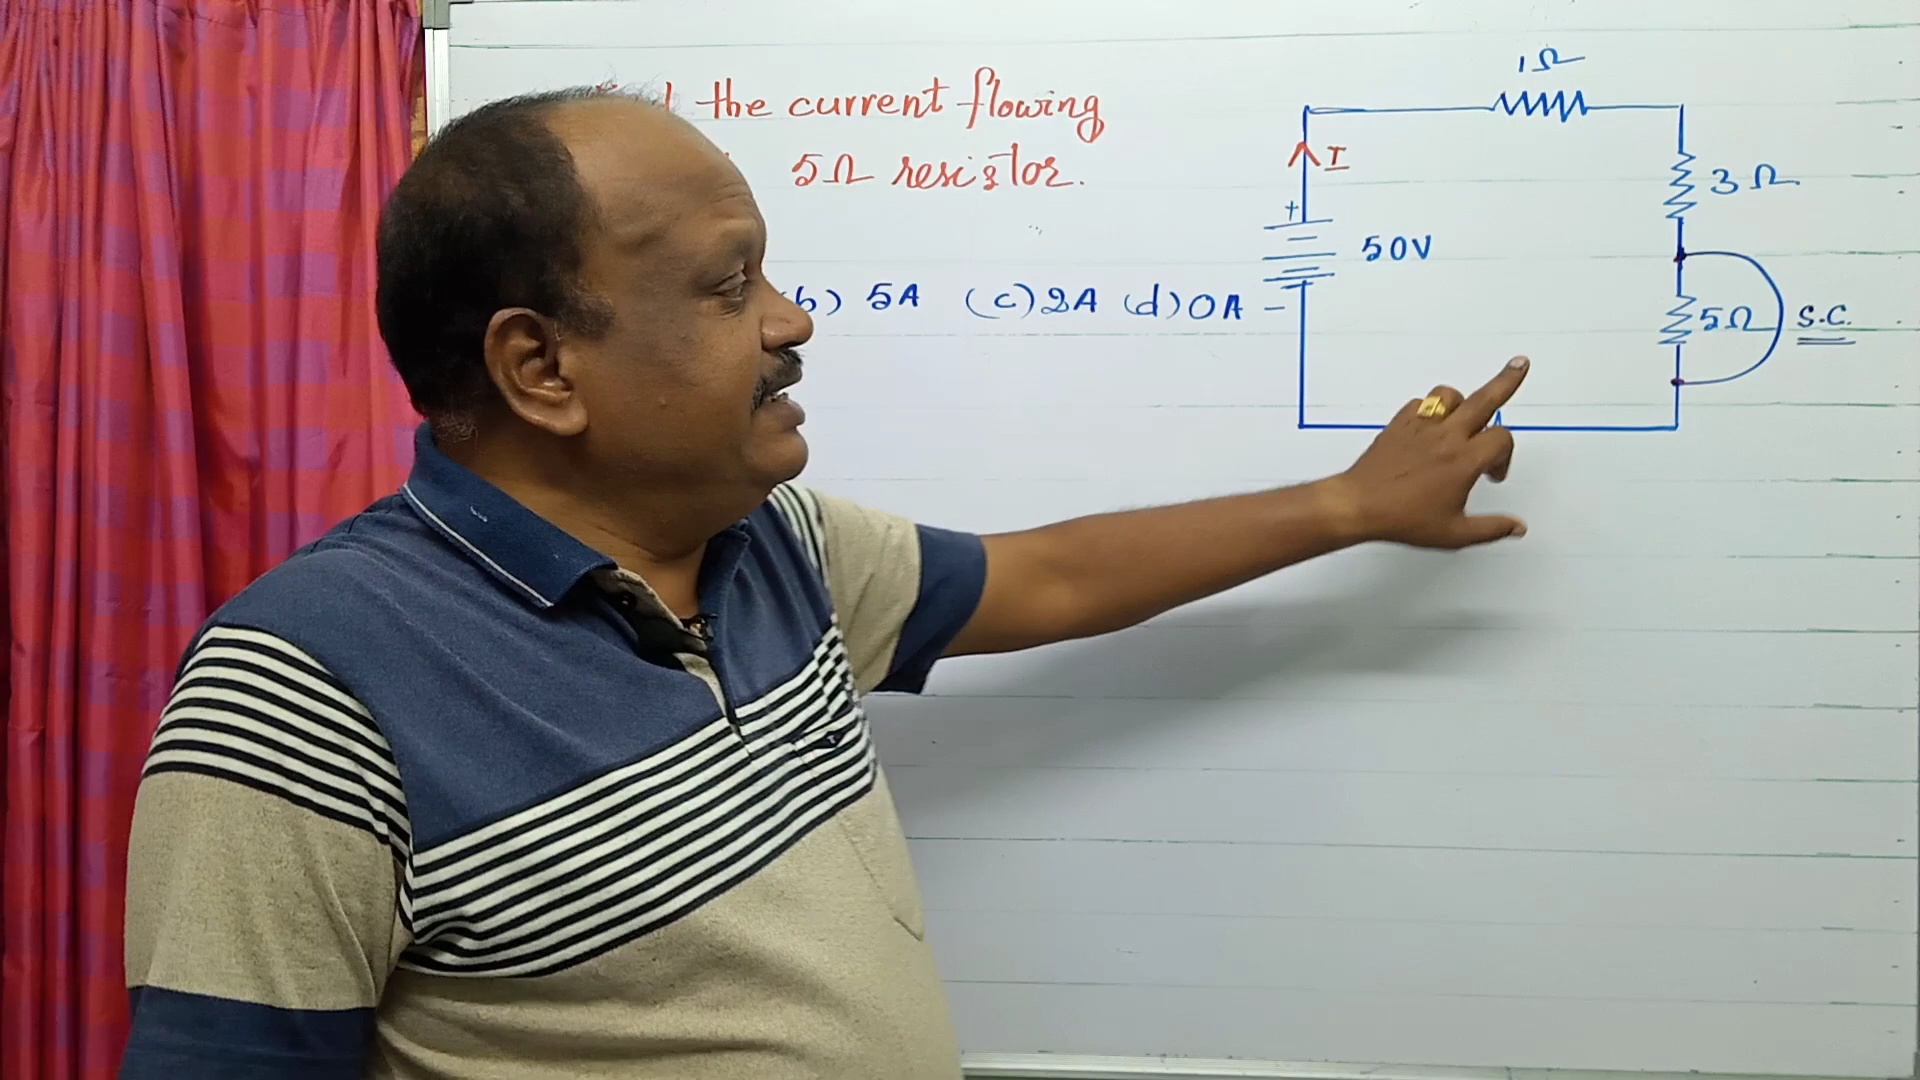 the current flowing
5Ω resistor.
b) 5A (c) 2A (d) 0A
1Ω
3Ω
I
+
50V
5Ω
S.C.
-